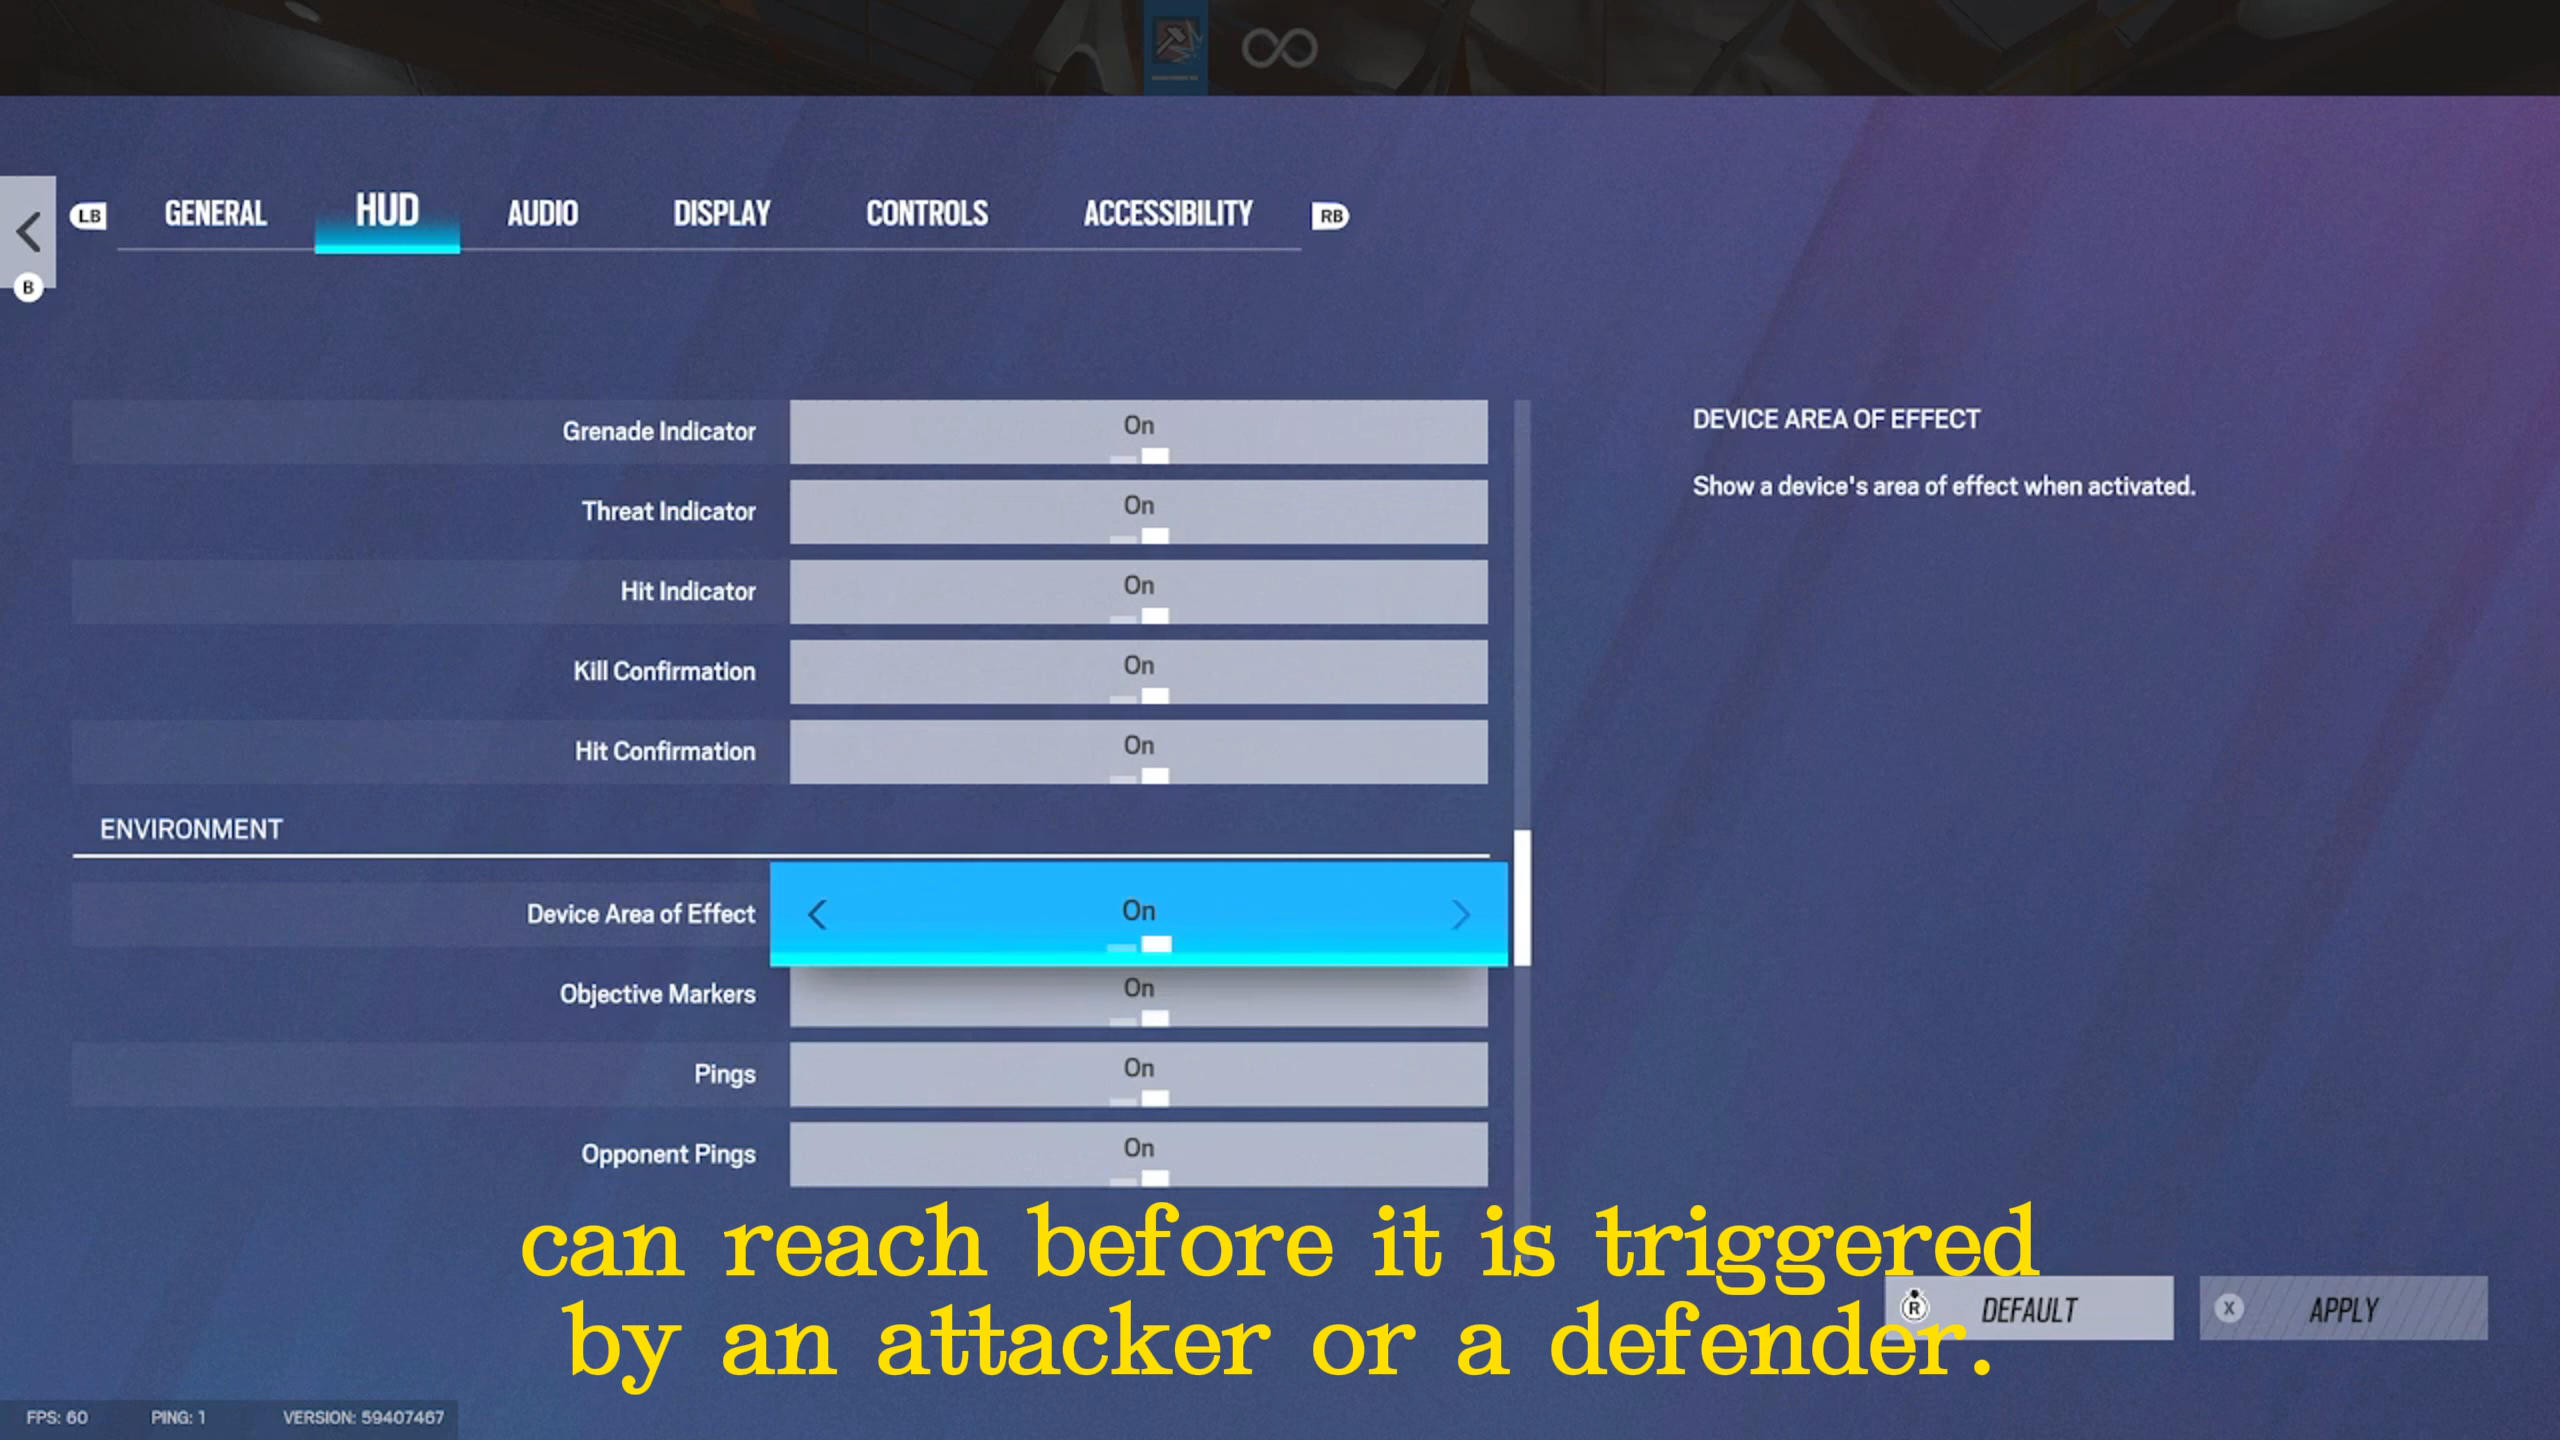 LB GENERAL HUD AUDIO DISPLAY CONTROLS ACCESSIBILITY RB
B
Grenade Indicator On
Threat Indicator On
Hit Indicator On
Kill Confirmation On
Hit Confirmation On
ENVIRONMENT
Device Area of Effect On
Objective Markers On
Pings On
Opponent Pings On
DEVICE AREA OF EFFECT
Show a device's area of effect when activated.
can reach before it is triggered
by an attacker or a defender.
R DEFAULT
X APPLY
FPS: 60 PING: 1 VERSION: 59407467